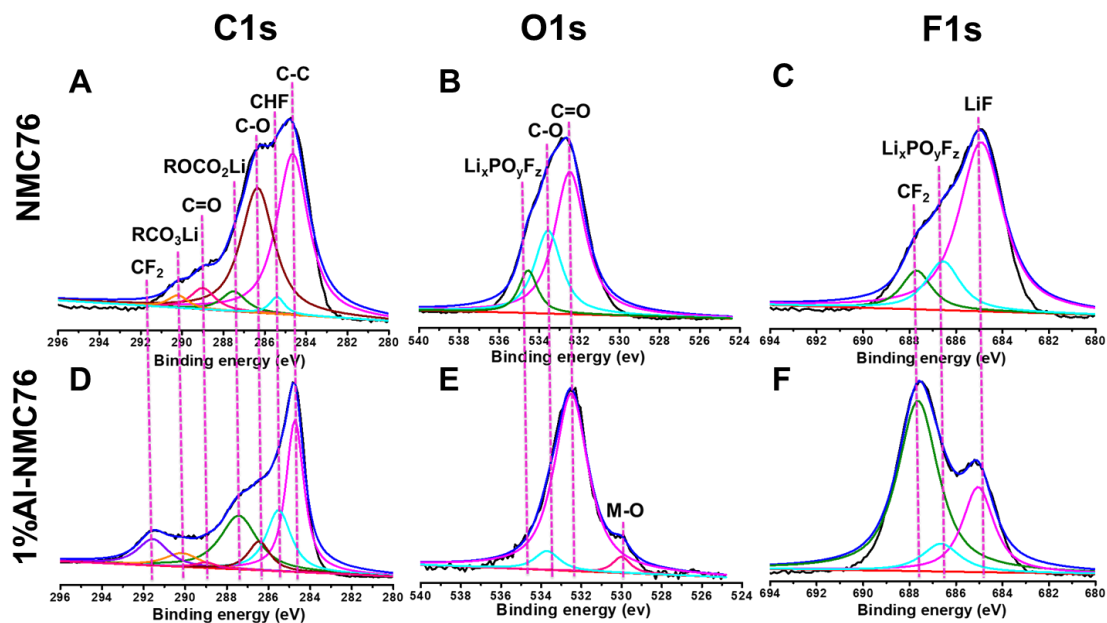 C1s
O1s
F1s
NMC76
A
C-C
CHF
C-O
ROCO₂Li
C=O
RCO₃Li
CF₂
296 294 292 290 288 286 284 282 280
Binding energy (eV)
B
C=O
C-O
LiₓPOᵧF_z
540 538 536 534 532 530 528 526 524
Binding energy (ev)
C
LiF
LiₓPOᵧF_z
CF₂
694 692 690 688 686 684 682 680
Binding energy (ev)
1%Al-NMC76
D
296 294 292 290 288 286 284 282 280
Binding energy (eV)
E
M-O
540 538 536 534 532 530 528 526 524
Binding energy (eV)
F
694 692 690 688 686 684 682 680
Binding energy (eV)